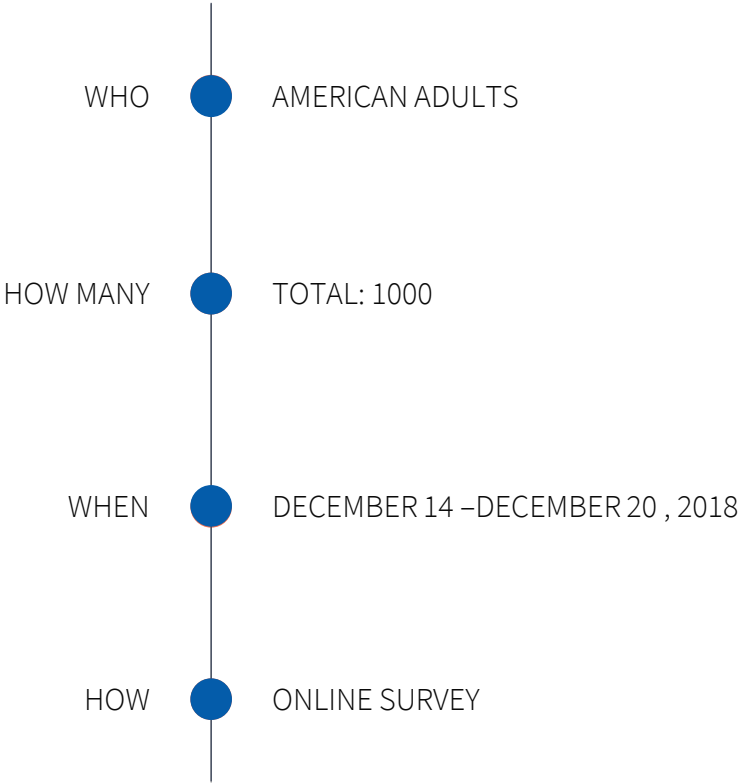 WHO AMERICAN ADULTS
HOW MANY TOTAL: 1000
WHEN DECEMBER 14 –DECEMBER 20 , 2018
HOW ONLINE SURVEY